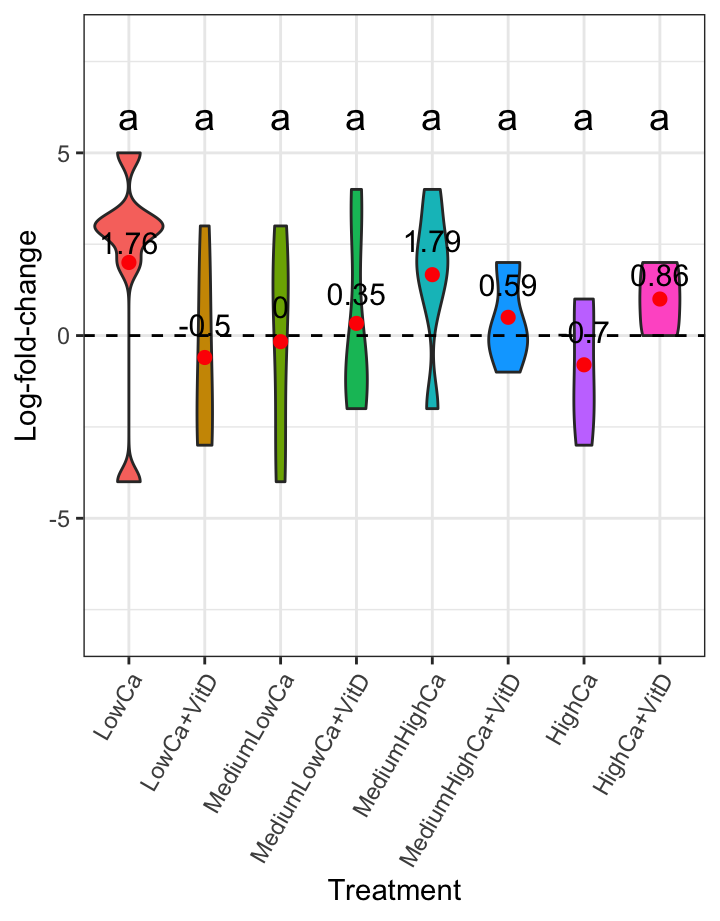 a a a a a a a a
5
1.76 1.79
-0.5 0 0.35 0.59 -0.7 0.86
0
-5
Log-fold-change
LowCa
LowCa+VitD
MediumLowCa
MediumLowCa+VitD
MediumHighCa
MediumHighCa+VitD
HighCa
HighCa+VitD
Treatment